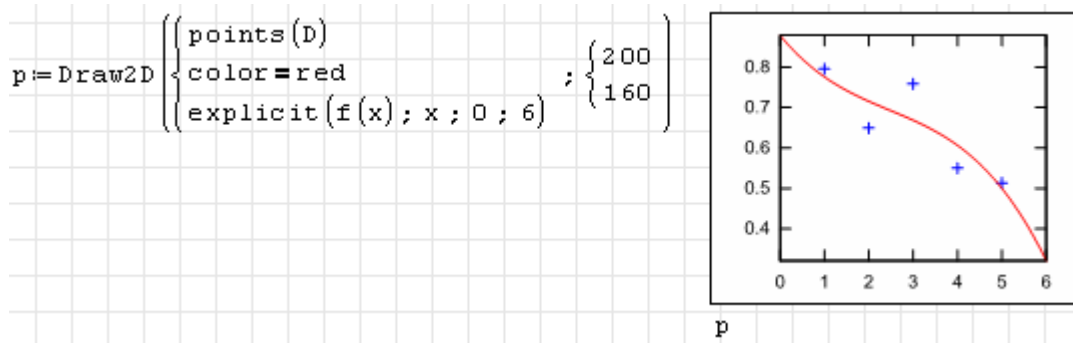 points(D)
p≔Draw2D color=red ; 200 160
explicit(f(x); x ; 0 ; 6)
0.8
0.7
0.6
0.5
0.4
0 1 2 3 4 5 6
p